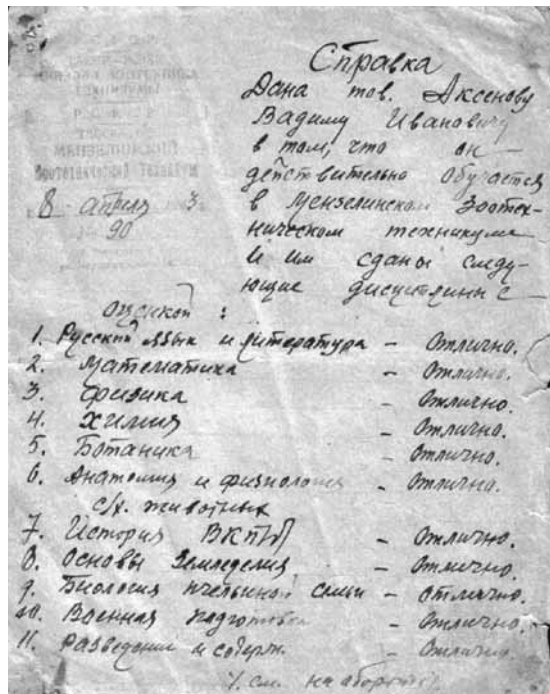 Справка
Дана тов. Аксенову
Вадиму Ивановичу
в том, что он
действительно обучается
в Мензелинском Зоотех-
ническом техникуме
и им сданы следу-
ющие дисциплины с
8 апреля 3
90
оценкой :
1. Русский язык и литература - Отлично.
2. Математика - Отлично.
3. Физика - Отлично.
4. Химия - Отлично.
5. Ботаника - Отлично.
6. Анатомия и физиология - Отлично.
с/х. животных
7. История ВКП/б/ - Отлично.
8. Основы Земледелия - Отлично.
9. Биология пчелиной семьи - Отлично.
10. Военная подготовка - Отлично.
11. Разведение и содерж. - Отлично
см. на обороте